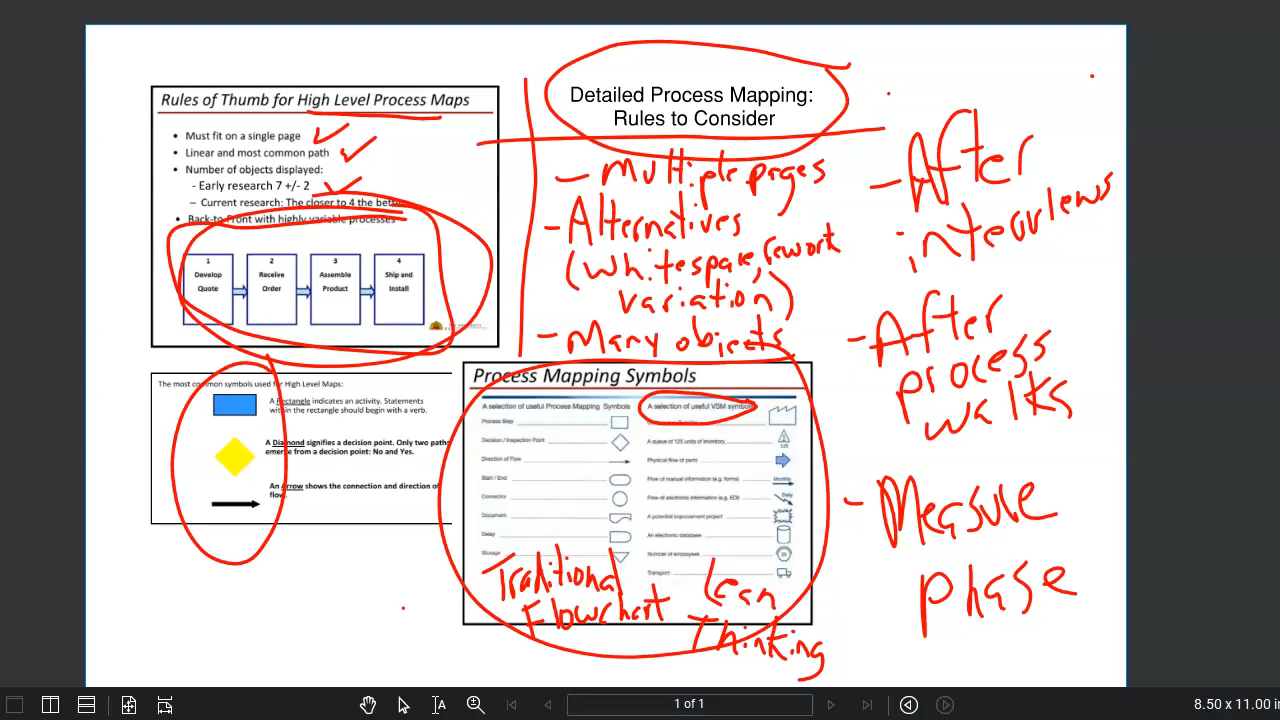 Rules of Thumb for High Level Process Maps
• Must fit on a single page
• Linear and most common path
• Number of objects displayed:
- Early research 7 +/- 2
- Current research: The closer to 4 the better
• Back-to-Front with highly variable processes
1
Develop
Quote
2
Receive
Order
3
Assemble
Product
4
Ship and
Install
Detailed Process Mapping:
Rules to Consider
- Multiple pages
- Alternatives
(Whitespace, rework
variation)
- Many objects
- After
interviews
- After
process
walks
- Measure
phase
The most common symbols used for High Level Maps:
A Rectangle indicates an activity. Statements
within the rectangle should begin with a verb.
A Diamond signifies a decision point. Only two paths
emerge from a decision point: No and Yes.
An Arrow shows the connection and direction of
flow.
Process Mapping Symbols
A selection of useful Process Mapping Symbols
Process Step
Decision / Inspection Point
Direction of Flow
Start / End
Connector
Document
Delay
Storage
A selection of useful VSM symbols
A queue of 125 units of inventory
125
Physical flow of parts
Flow of manual information (e.g. forms)
Monthly
Flow of electronic information (e.g. EDI)
Daily
A potential improvement project
An electronic database
Number of employees
Transport
Traditional
Flowchart
Lean
Thinking
1 of 1
8.50 x 11.00 in